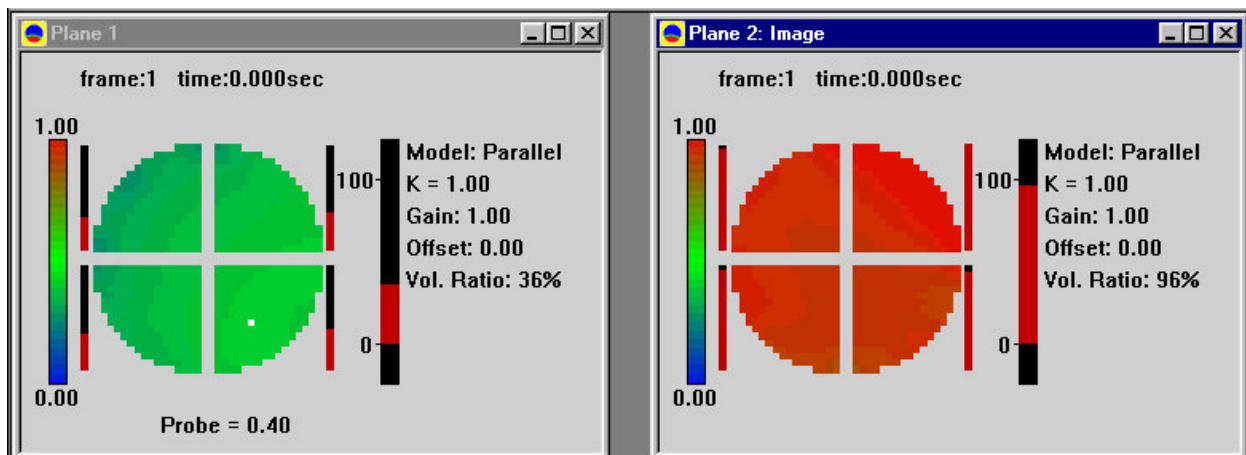 Plane 1
frame:1 time:0.000sec
1.00
100
0
0.00
Model: Parallel
K = 1.00
Gain: 1.00
Offset: 0.00
Vol. Ratio: 36%
Probe = 0.40
Plane 2: Image
frame:1 time:0.000sec
1.00
100
0
0.00
Model: Parallel
K = 1.00
Gain: 1.00
Offset: 0.00
Vol. Ratio: 96%